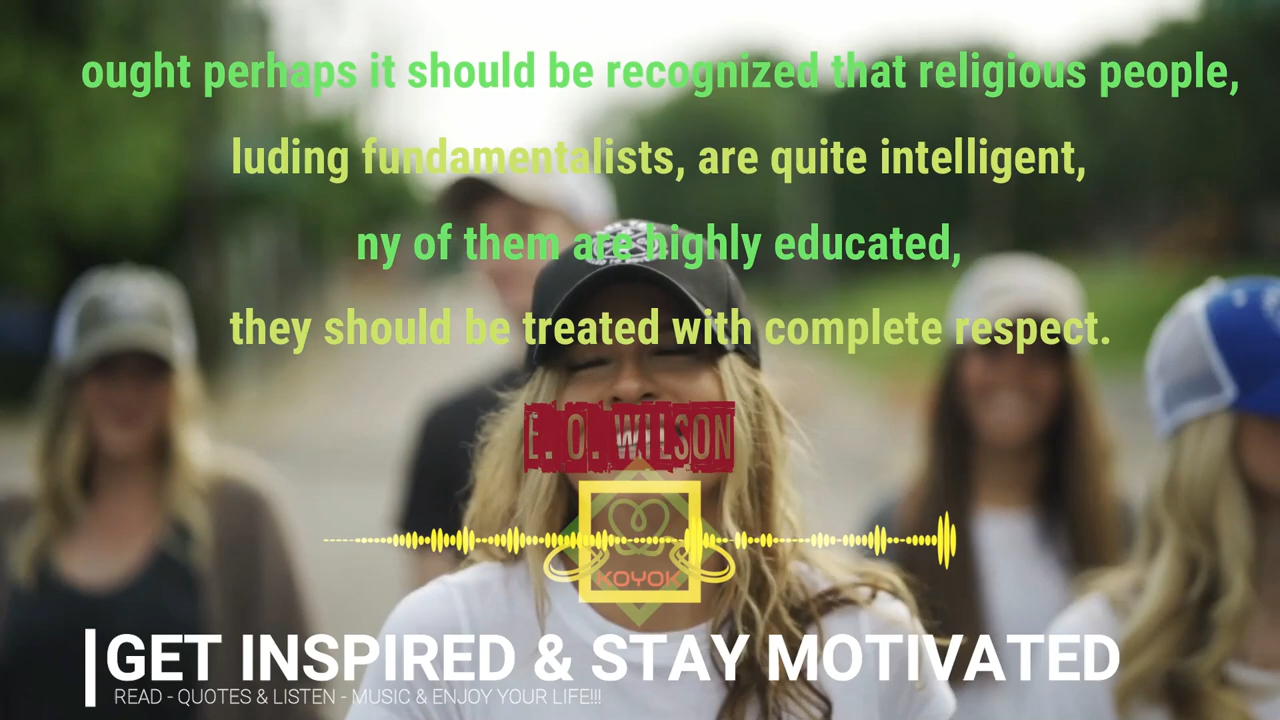 ought perhaps it should be recognized that religious people,
luding fundamentalists, are quite intelligent,
ny of them are highly educated,
they should be treated with complete respect.
E. O. WILSON
KOYOK
GET INSPIRED & STAY MOTIVATED
READ - QUOTES & LISTEN - MUSIC & ENJOY YOUR LIFE!!!